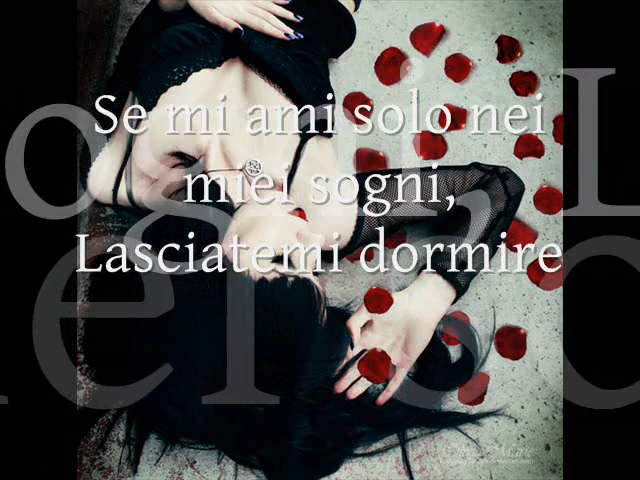 Se mi ami solo nei
miei sogni,
Lasciatemi dormire